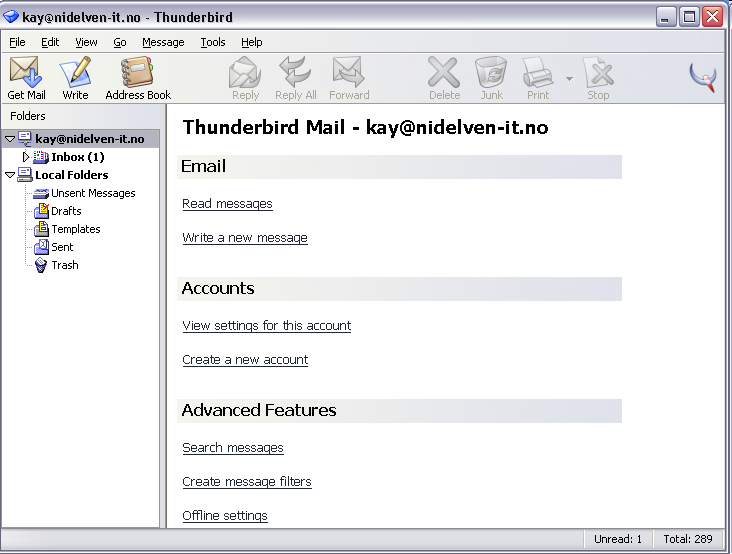 kay@nidelven-it.no - Thunderbird
File Edit View Go Message Tools Help
Get Mail Write Address Book Reply Reply All Forward Delete Junk Print Stop
Folders
kay@nidelven-it.no
Inbox (1)
Local Folders
Unsent Messages
Drafts
Templates
Sent
Trash
Thunderbird Mail - kay@nidelven-it.no
Email
Read messages
Write a new message
Accounts
View settings for this account
Create a new account
Advanced Features
Search messages
Create message filters
Offline settings
Unread: 1 Total: 289